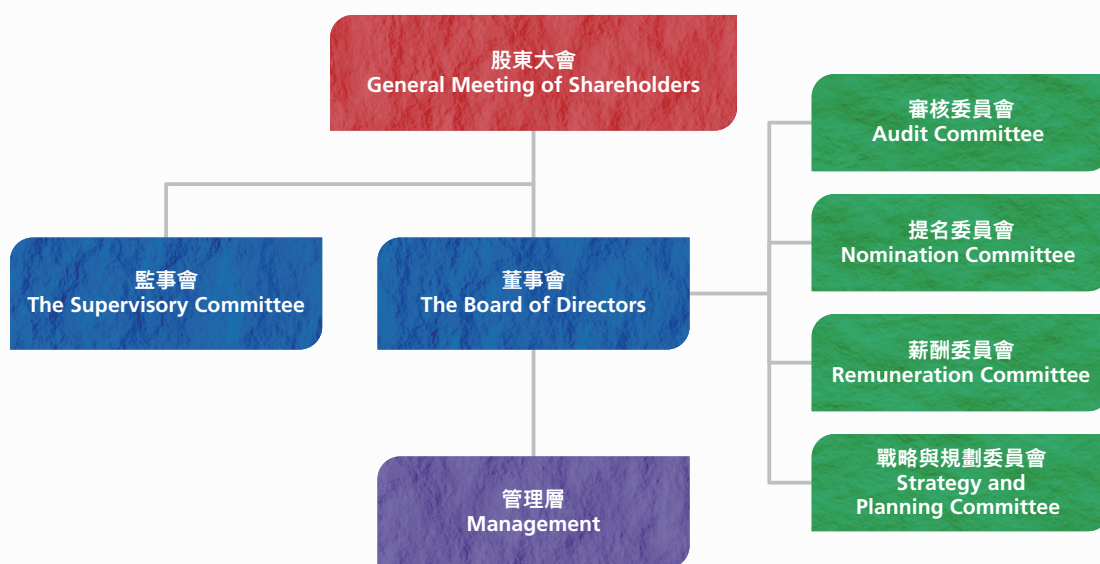 股東大會
General Meeting of Shareholders
審核委員會
Audit Committee
提名委員會
Nomination Committee
監事會
The Supervisory Committee
董事會
The Board of Directors
薪酬委員會
Remuneration Committee
戰略與規劃委員會
Strategy and
Planning Committee
管理層
Management